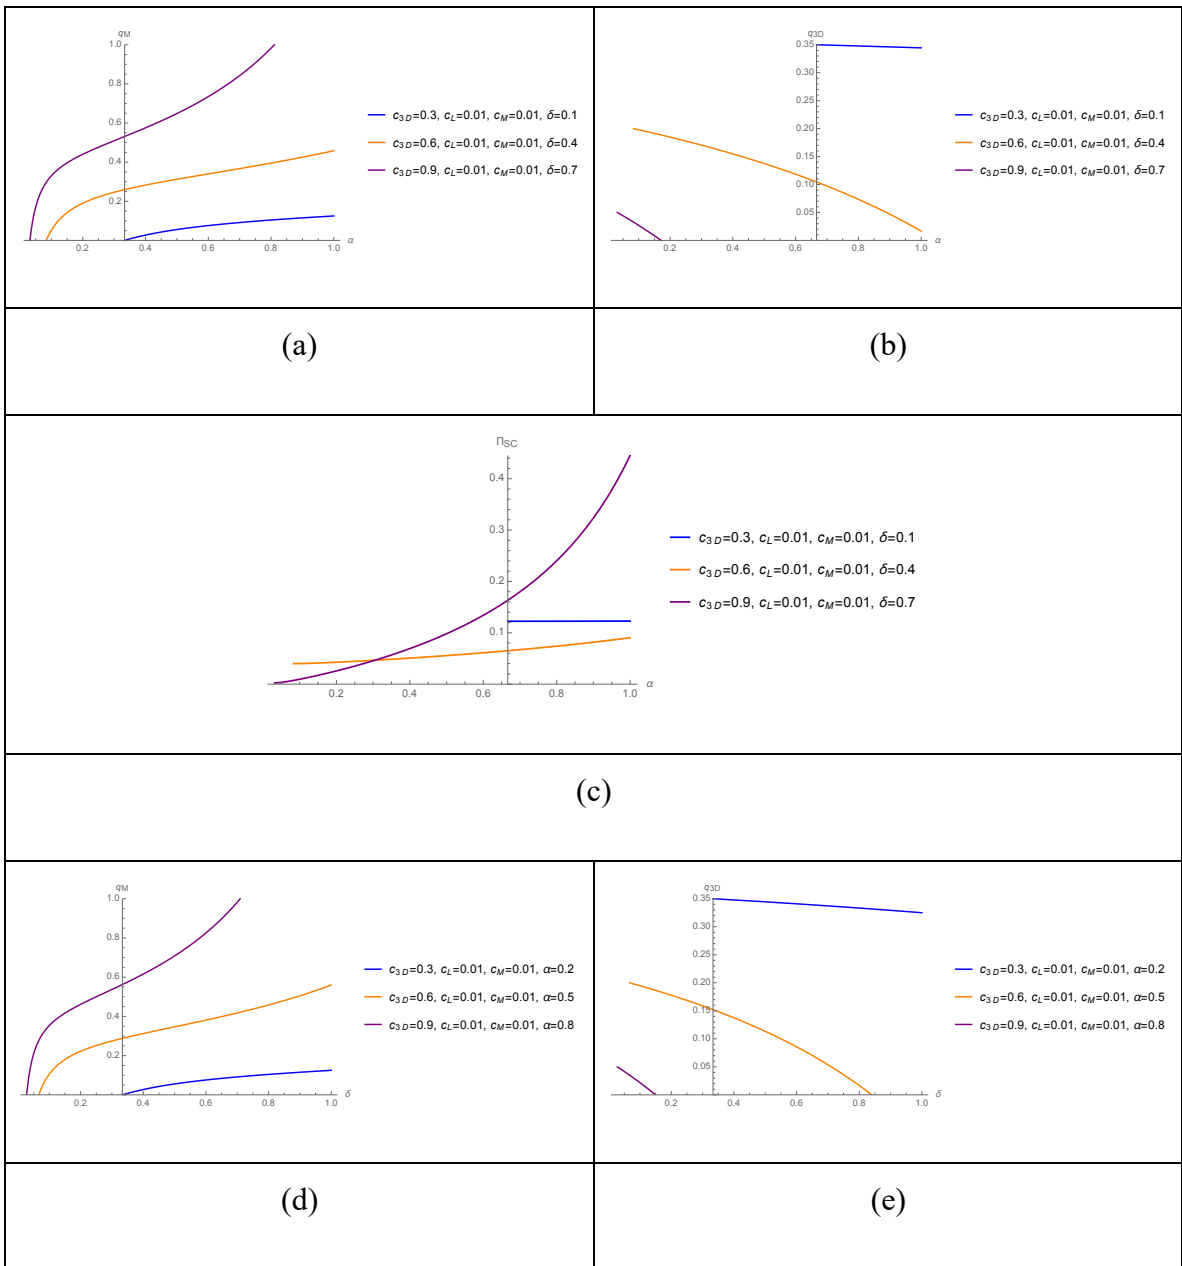 qM
1.0
0.8
0.6
0.4
0.2
0.2 0.4 0.6 0.8 1.0 α
c3D=0.3, cL=0.01, cM=0.01, δ=0.1
c3D=0.6, cL=0.01, cM=0.01, δ=0.4
c3D=0.9, cL=0.01, cM=0.01, δ=0.7
q3D
0.35
0.30
0.25
0.20
0.15
0.10
0.05
0.2 0.4 0.6 0.8 1.0 α
c3D=0.3, cL=0.01, cM=0.01, δ=0.1
c3D=0.6, cL=0.01, cM=0.01, δ=0.4
c3D=0.9, cL=0.01, cM=0.01, δ=0.7
(a)
(b)
ΠSC
0.4
0.3
0.2
0.1
0.2 0.4 0.6 0.8 1.0 α
c3D=0.3, cL=0.01, cM=0.01, δ=0.1
c3D=0.6, cL=0.01, cM=0.01, δ=0.4
c3D=0.9, cL=0.01, cM=0.01, δ=0.7
(c)
qM
1.0
0.8
0.6
0.4
0.2
0.2 0.4 0.6 0.8 1.0 δ
c3D=0.3, cL=0.01, cM=0.01, α=0.2
c3D=0.6, cL=0.01, cM=0.01, α=0.5
c3D=0.9, cL=0.01, cM=0.01, α=0.8
q3D
0.35
0.30
0.25
0.20
0.15
0.10
0.05
0.2 0.4 0.6 0.8 1.0 δ
c3D=0.3, cL=0.01, cM=0.01, α=0.2
c3D=0.6, cL=0.01, cM=0.01, α=0.5
c3D=0.9, cL=0.01, cM=0.01, α=0.8
(d)
(e)